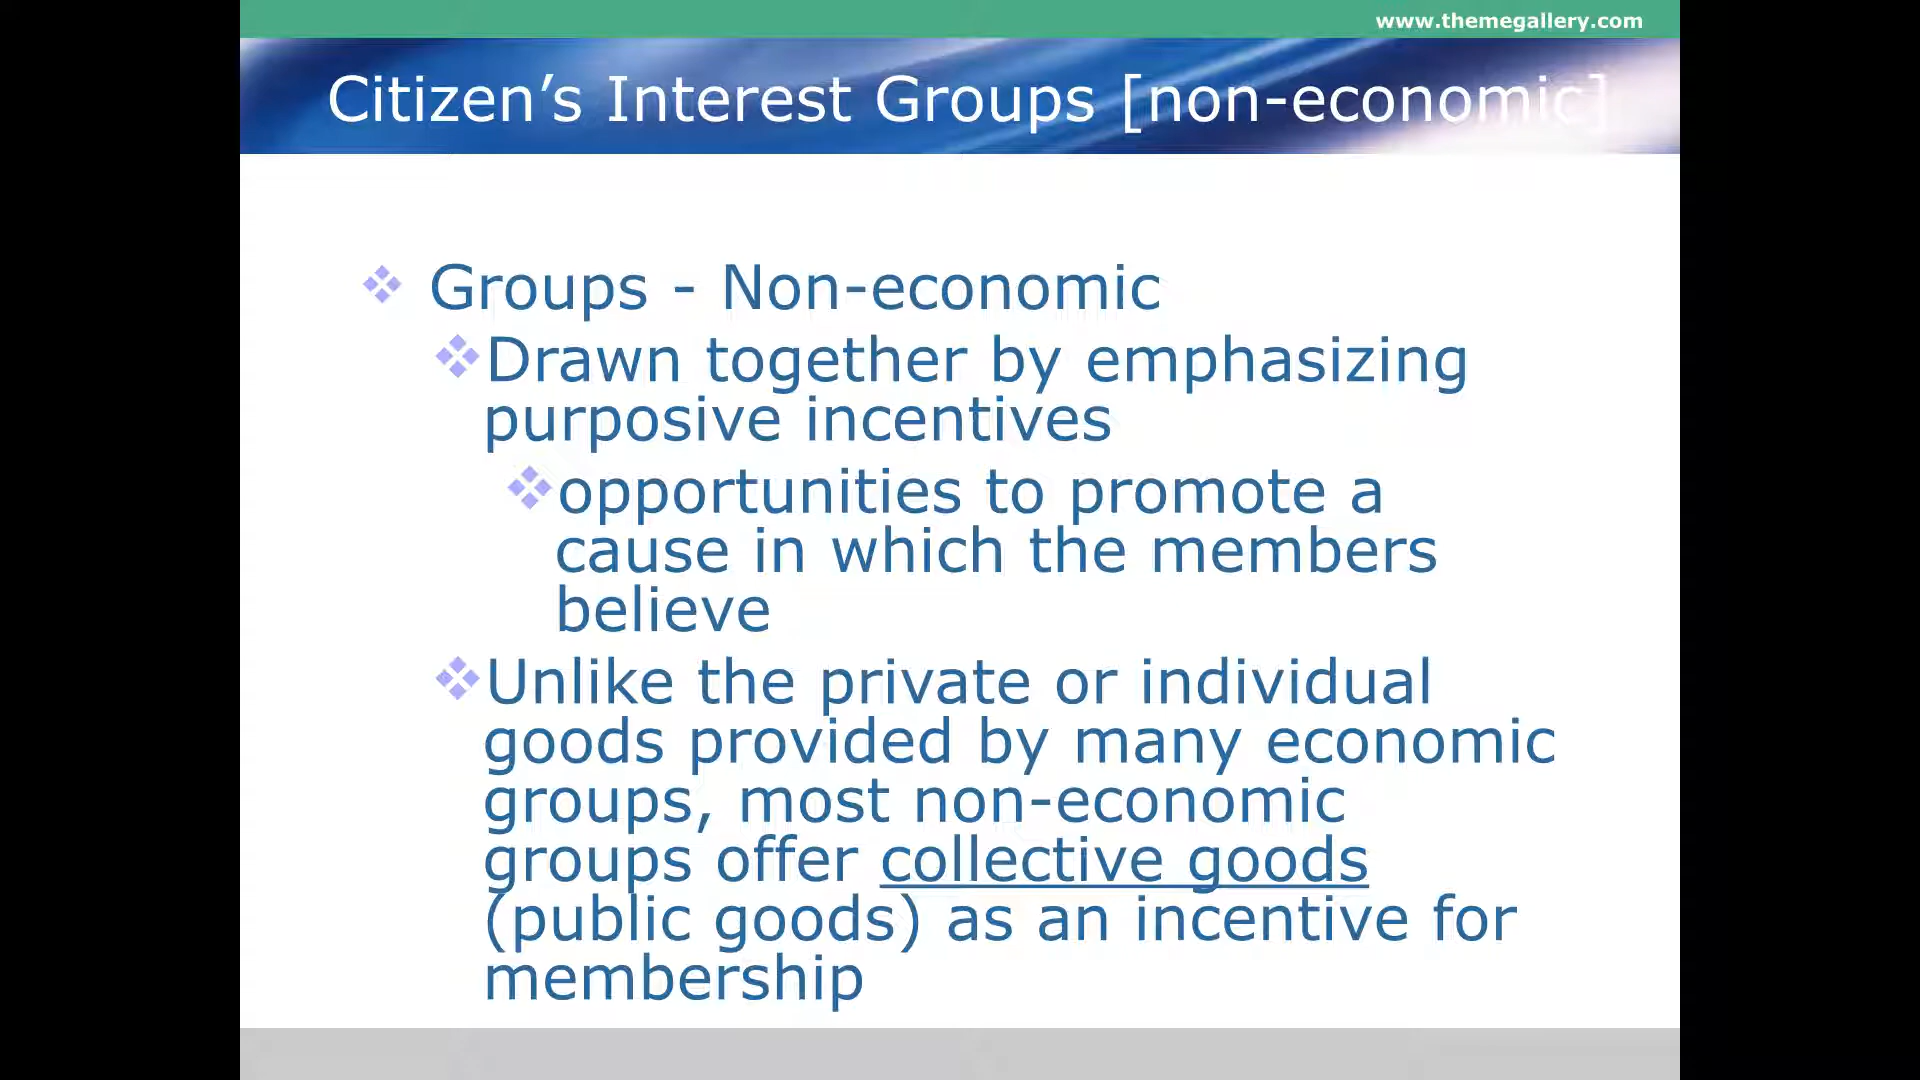 www.themegallery.com
Citizen’s Interest Groups [non-economic]
Groups - Non-economic
Drawn together by emphasizing
purposive incentives
opportunities to promote a
cause in which the members
believe
Unlike the private or individual
goods provided by many economic
groups, most non-economic
groups offer collective goods
(public goods) as an incentive for
membership